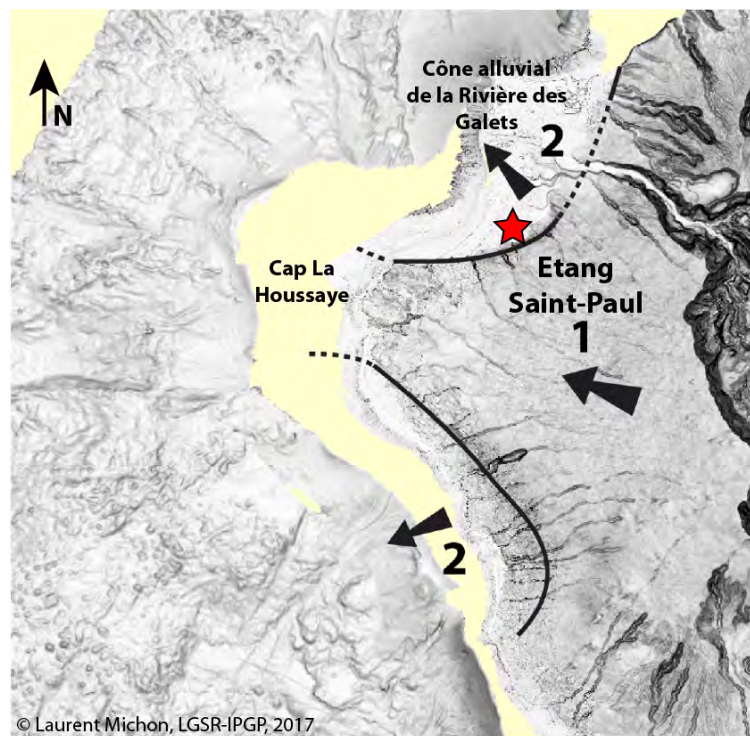 N
Cône alluvial
de la Rivière des
Galets
2
Cap La
Houssaye
Etang
Saint-Paul
1
2
© Laurent Michon, LGSR-IPGP, 2017